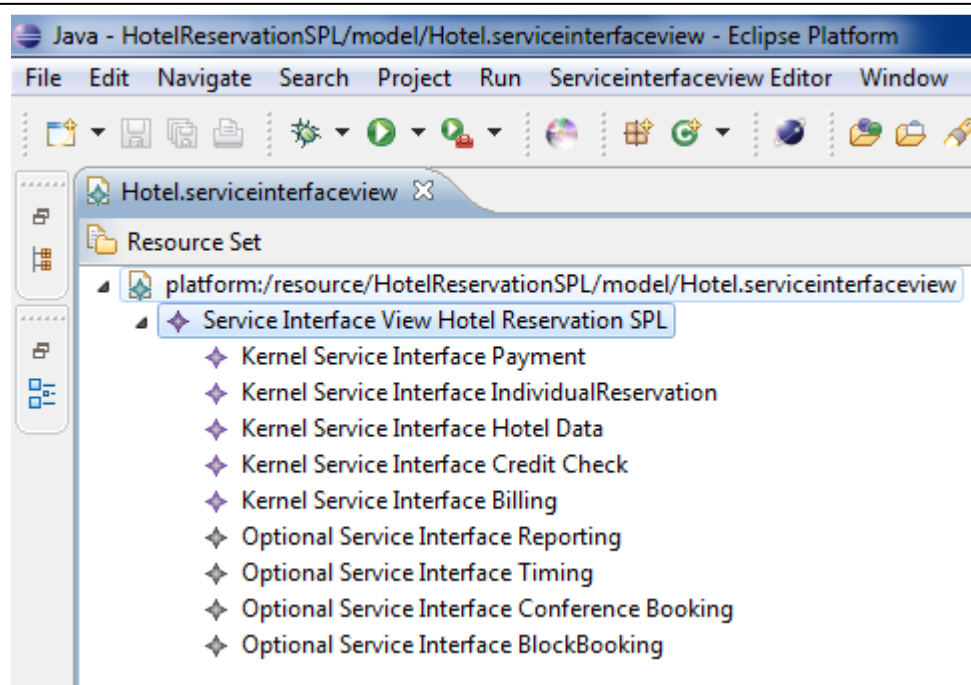 Java - HotelReservationSPL/model/Hotel.serviceinterfaceview - Eclipse Platform
File Edit Navigate Search Project Run Serviceinterfaceview Editor Window
Hotel.serviceinterfaceview
Resource Set
platform:/resource/HotelReservationSPL/model/Hotel.serviceinterfaceview
Service Interface View Hotel Reservation SPL
Kernel Service Interface Payment
Kernel Service Interface IndividualReservation
Kernel Service Interface Hotel Data
Kernel Service Interface Credit Check
Kernel Service Interface Billing
Optional Service Interface Reporting
Optional Service Interface Timing
Optional Service Interface Conference Booking
Optional Service Interface BlockBooking